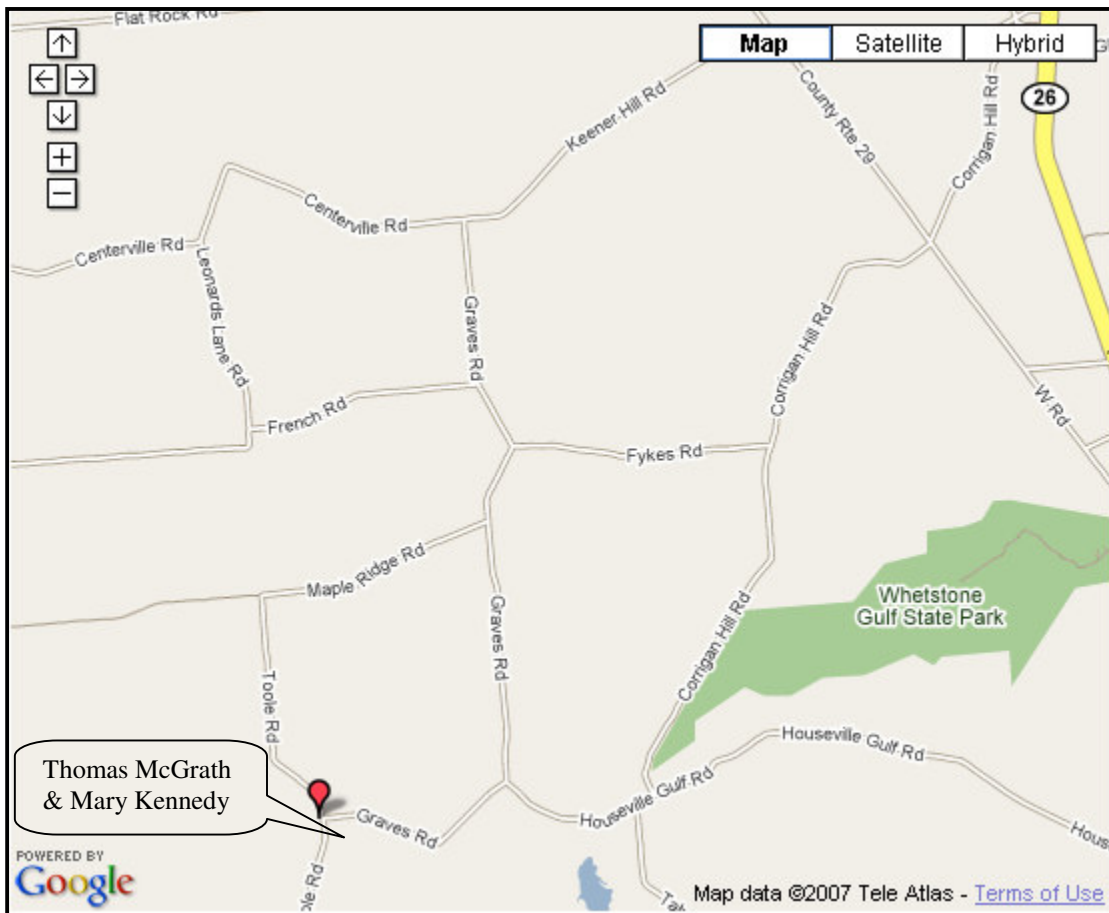 Flat Rock Rd
Map
Satellite
Hybrid
26
Keener Hill Rd
County Rte 29
Corrigan Hill Rd
Centerville Rd
Centerville Rd
Leonards Lane Rd
Graves Rd
Corrigan Hill Rd
French Rd
Fykes Rd
W Rd
Maple Ridge Rd
Graves Rd
Corrigan Hill Rd
Whetstone
Gulf State Park
Toole Rd
Houseville Gulf Rd
Houseville Gulf Rd
Thomas McGrath
& Mary Kennedy
Graves Rd
Hous
POWERED BY
Google
ole Rd
Map data ©2007 Tele Atlas - Terms of Use